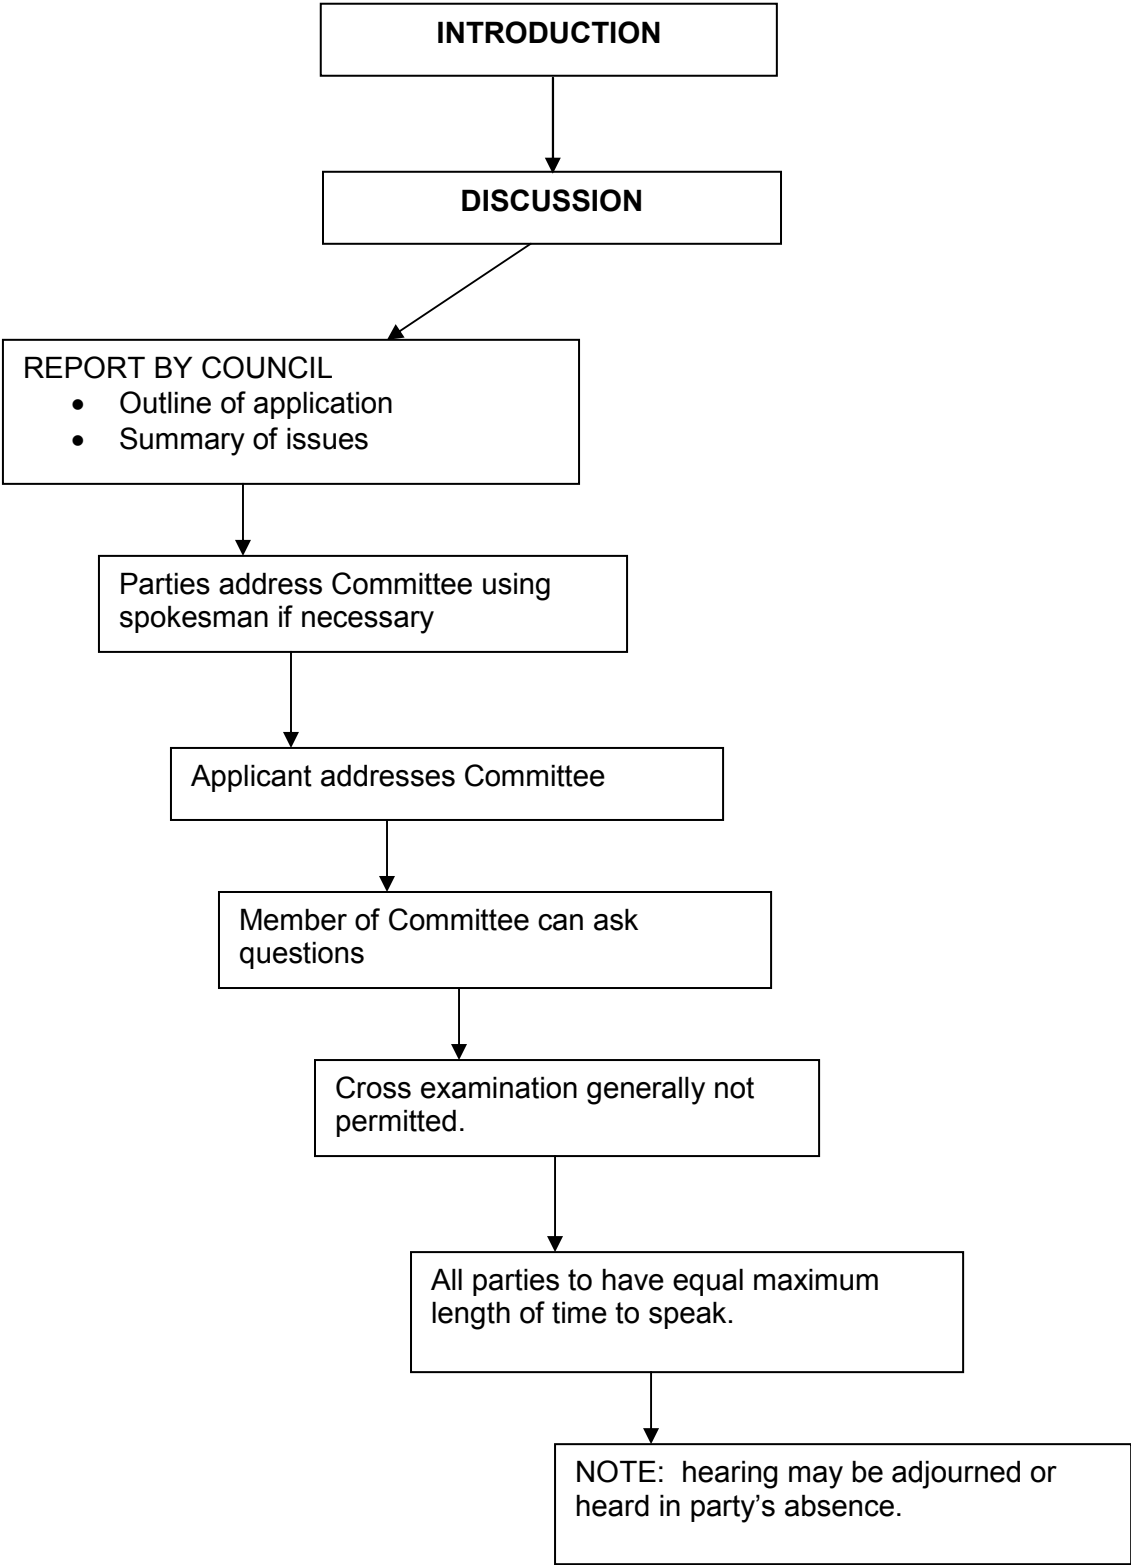 INTRODUCTION
DISCUSSION
REPORT BY COUNCIL
• Outline of application
• Summary of issues
Parties address Committee using
spokesman if necessary
Applicant addresses Committee
Member of Committee can ask
questions
Cross examination generally not
permitted.
All parties to have equal maximum
length of time to speak.
NOTE:  hearing may be adjourned or
heard in party’s absence.